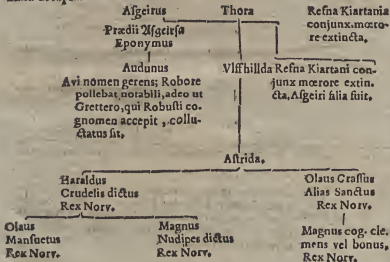 Asgeirus Thora Refna Kiartania
Prædii Asgeirsa conjunx.mœro-
Eponymus re extincta.
Audunus Vlfhillda Refna Kiartani con-
Avi nomen gerens; Robore junx mœrore extin-
pollebat notabili, adeo ut cta, Asgeiri filia fuit.
Grettero, qui Robusti co.
gnomen accepit, collu-
ctatus sit.
Astrida.
Haraldus Olaus Crassus
Crudelis dictus Alias Sanctus
Rex Norv. Rex Norv.
Olaus Magnus Magnus cog. cle.
Mansuetus Nudipes dictus mens vel bonus.
Rex Norv. Rex Norv. Rex Norv.